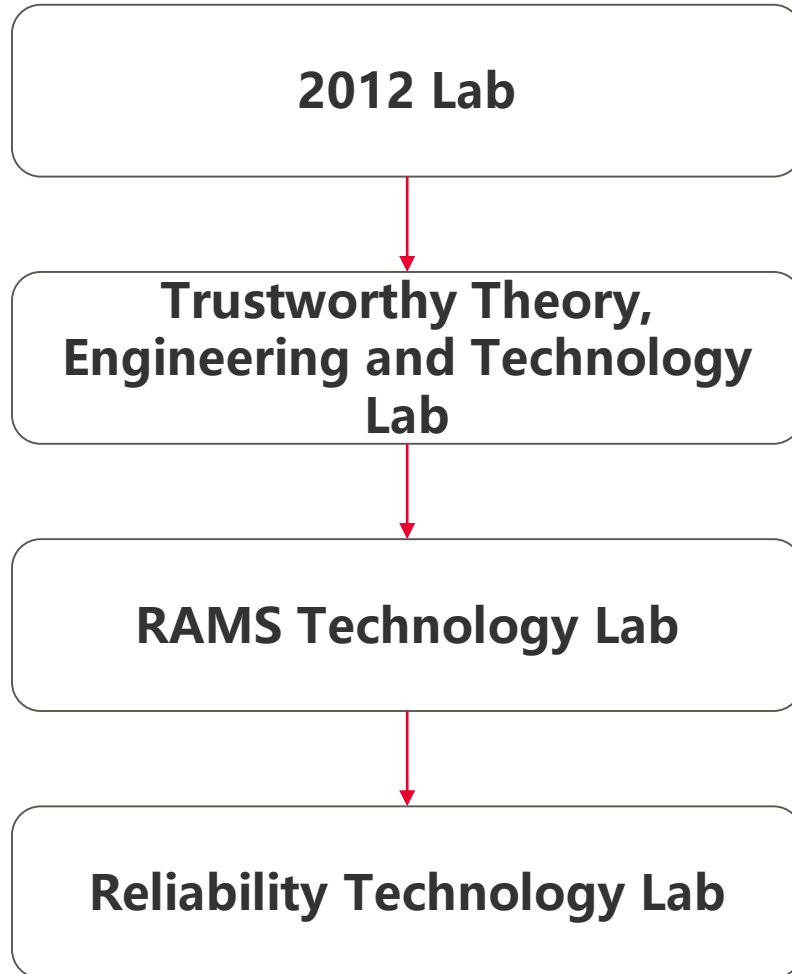 2012 Lab
Trustworthy Theory,
Engineering and Technology
Lab
RAMS Technology Lab
Reliability Technology Lab